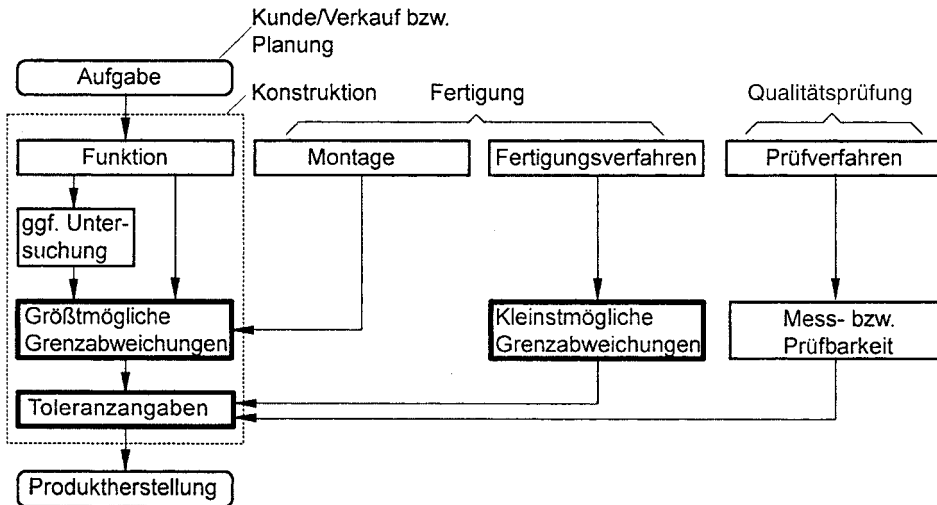 Kunde/Verkauf bzw.
Planung
Aufgabe
Konstruktion
Fertigung
Qualitätsprüfung
Funktion
Montage
Fertigungsverfahren
Prüfverfahren
ggf. Unter-
suchung
Größtmögliche
Grenzabweichungen
Kleinstmögliche
Grenzabweichungen
Mess- bzw.
Prüfbarkeit
Toleranzangaben
Produktherstellung